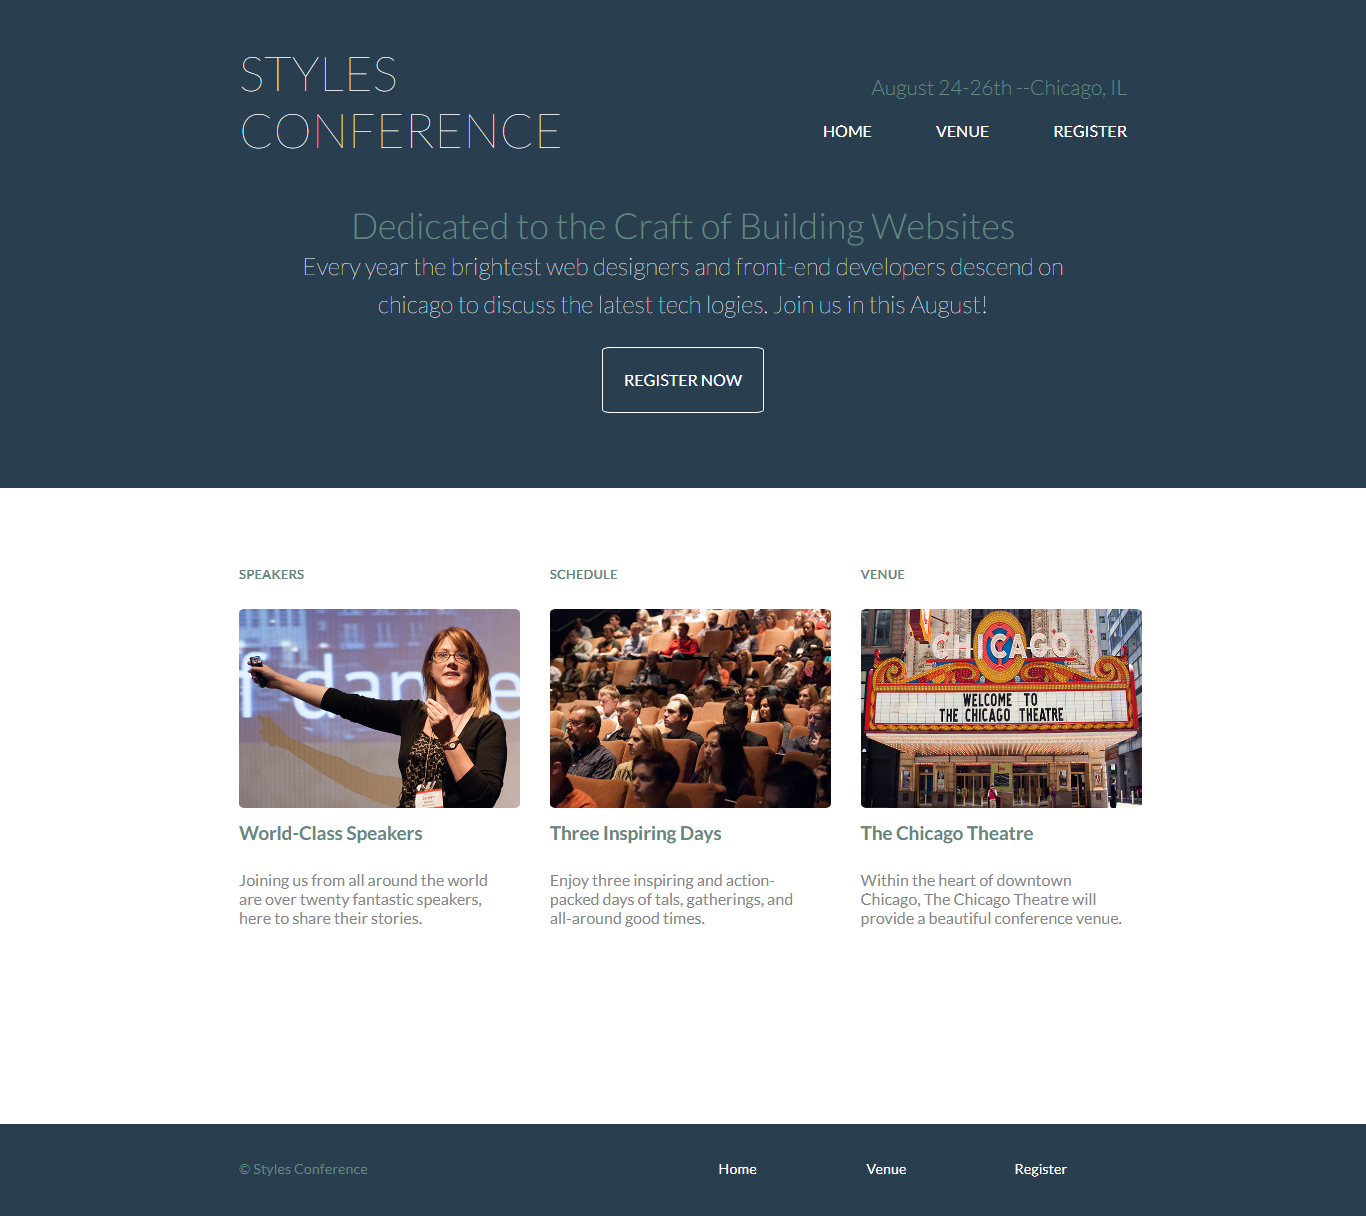 STYLES
CONFERENCE
August 24-26th --Chicago, IL
HOME VENUE REGISTER
Dedicated to the Craft of Building Websites
Every year the brightest web designers and front-end developers descend on
chicago to discuss the latest tech logies. Join us in this August!
REGISTER NOW
SPEAKERS
SCHEDULE
VENUE
f dance
CHICAGO
WELCOME TO
THE CHICAGO THEATRE
World-Class Speakers
Joining us from all around the world
are over twenty fantastic speakers,
here to share their stories.
Three Inspiring Days
Enjoy three inspiring and action-
packed days of tals, gatherings, and
all-around good times.
The Chicago Theatre
Within the heart of downtown
Chicago, The Chicago Theatre will
provide a beautiful conference venue.
© Styles Conference
Home Venue Register